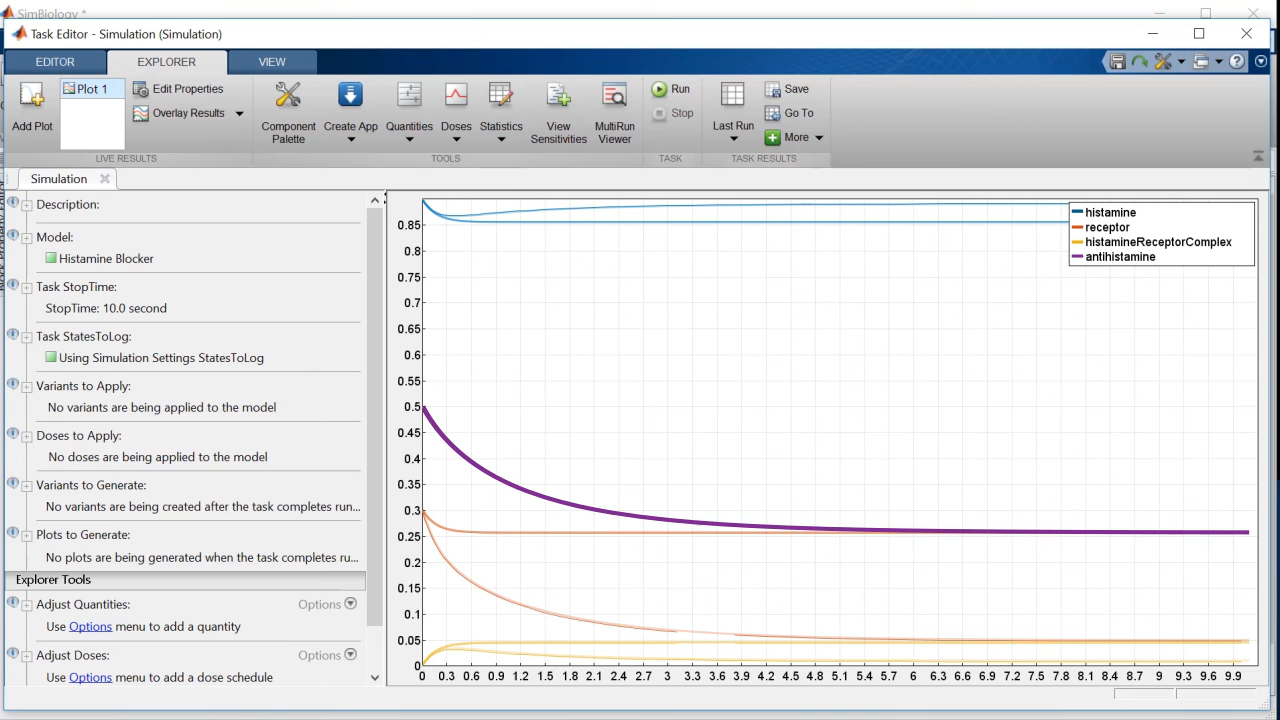 SimBiology *
Task Editor - Simulation (Simulation)
EDITOR EXPLORER VIEW
Add Plot
Plot 1
Edit Properties
Overlay Results
LIVE RESULTS
Component Palette
Create App
Quantities
Doses
Statistics
View Sensitivities
MultiRun Viewer
TOOLS
Run
Stop
TASK
Last Run
Save
Go To
More
TASK RESULTS
Simulation
Description:
Model:
Histamine Blocker
Task StopTime:
StopTime: 10.0 second
Task StatesToLog:
Using Simulation Settings StatesToLog
Variants to Apply:
No variants are being applied to the model
Doses to Apply:
No doses are being applied to the model
Variants to Generate:
No variants are being created after the task completes run...
Plots to Generate:
No plots are being generated when the task completes ru...
Explorer Tools
Adjust Quantities: Options
Use Options menu to add a quantity
Adjust Doses: Options
Use Options menu to add a dose schedule
histamine
receptor
histamineReceptorComplex
antihistamine
0.85
0.8
0.75
0.7
0.65
0.6
0.55
0.5
0.45
0.4
0.35
0.3
0.25
0.2
0.15
0.1
0.05
0
0 0.3 0.6 0.9 1.2 1.5 1.8 2.1 2.4 2.7 3 3.3 3.6 3.9 4.2 4.5 4.8 5.1 5.4 5.7 6 6.3 6.6 6.9 7.2 7.5 7.8 8.1 8.4 8.7 9 9.3 9.6 9.9